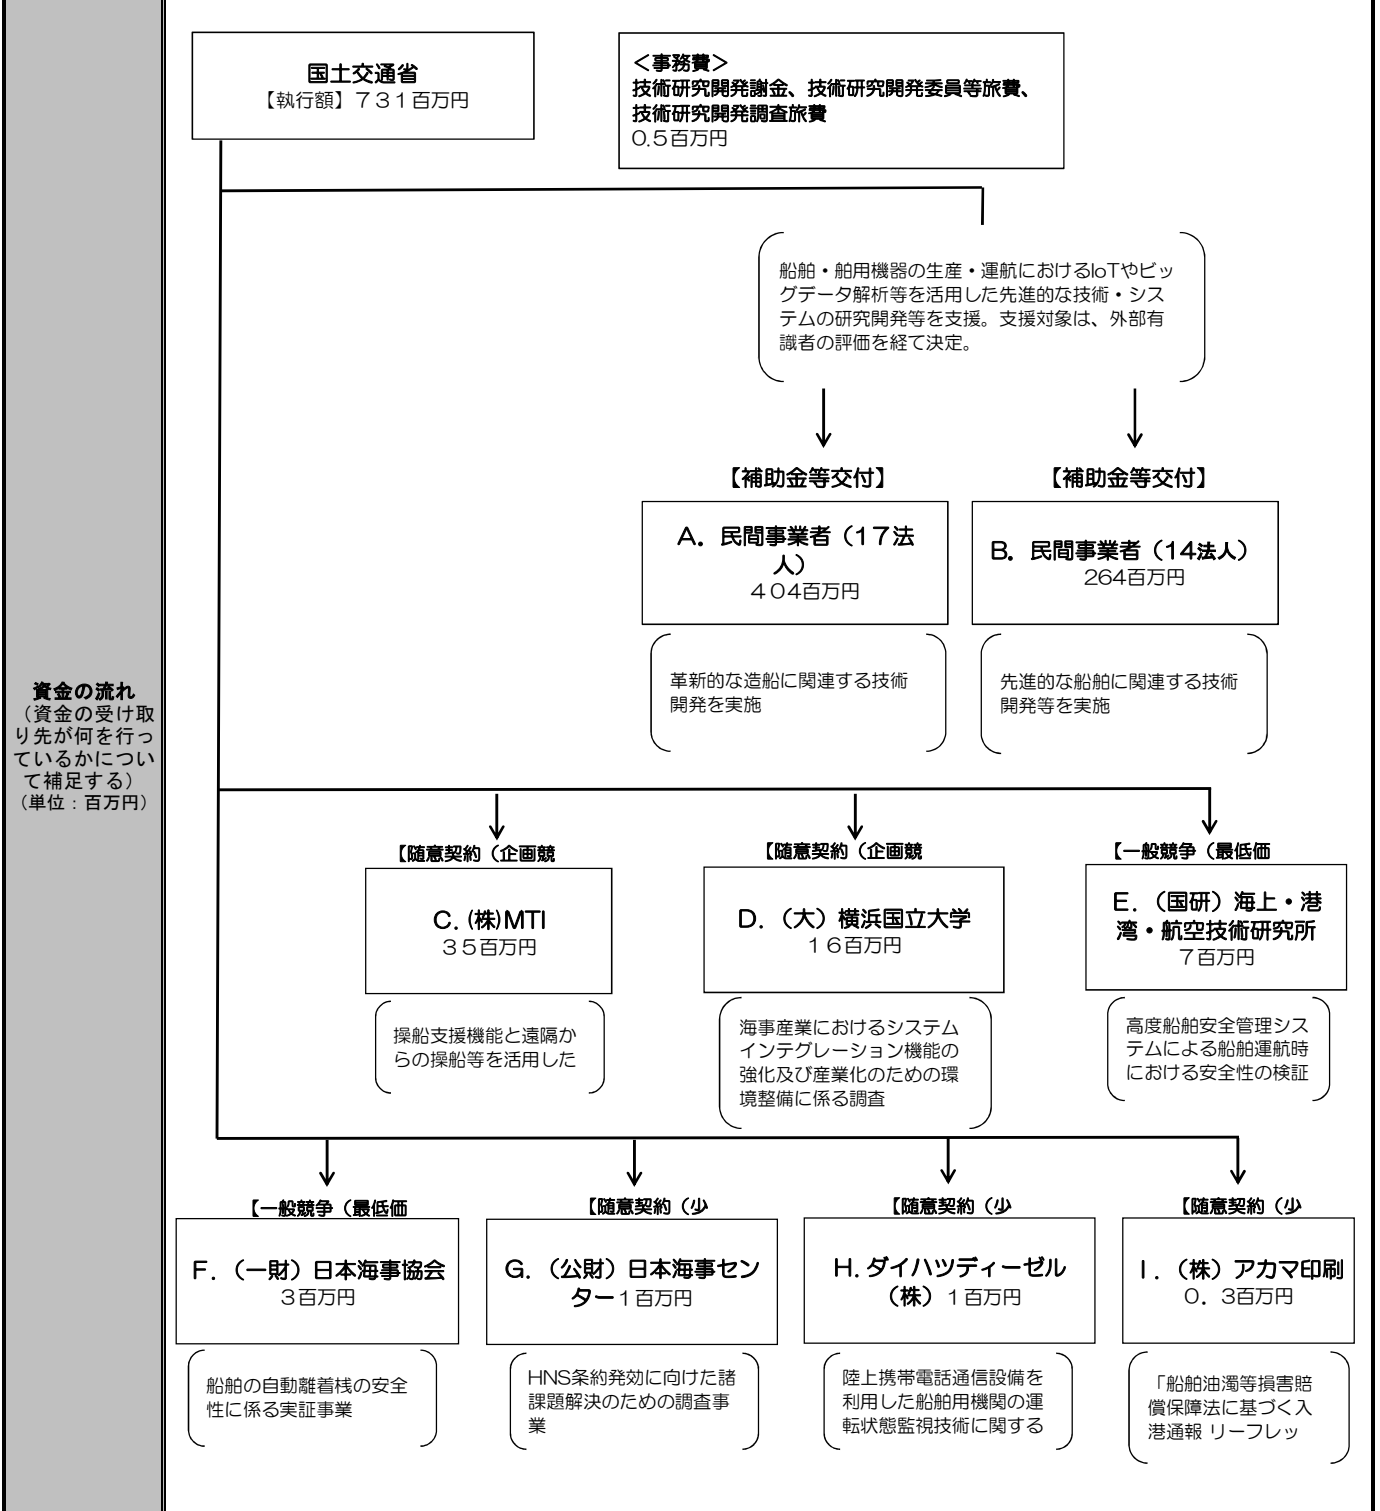 国土交通省
【執行額】７３１百万円
＜事務費＞
技術研究開発謝金、技術研究開発委員等旅費、
技術研究開発調査旅費
０.５百万円
船舶・舶用機器の生産・運航におけるIoTやビッ
グデータ解析等を活用した先進的な技術・シス
テムの研究開発等を支援。支援対象は、外部有
識者の評価を経て決定。
【補助金等交付】
【補助金等交付】
Ａ．民間事業者（１７法
人）
４０4百万円
Ｂ．民間事業者（14法人）
264百万円
革新的な造船に関連する技術
開発を実施
先進的な船舶に関連する技術
開発等を実施
資金の流れ
（資金の受け取
り先が何を行っ
ているかについ
て補足する）
（単位：百万円）
【随意契約（企画競
【随意契約（企画競
【一般競争（最低価
Ｃ．(株)MTI
３５百万円
Ｄ．（大）横浜国立大学
１６百万円
Ｅ．（国研）海上・港
湾・航空技術研究所
７百万円
操船支援機能と遠隔か
らの操船等を活用した
海事産業におけるシステム
インテグレーション機能の
強化及び産業化のための環
境整備に係る調査
高度船舶安全管理シス
テムによる船舶運航時
における安全性の検証
【一般競争（最低価
【随意契約（少
【随意契約（少
【随意契約（少
Ｆ．（一財）日本海事協会
３百万円
Ｇ．（公財）日本海事セン
ター１百万円
Ｈ．ダイハツディーゼル
（株）１百万円
Ｉ．（株）アカマ印刷
０．３百万円
船舶の自動離着桟の安全
性に係る実証事業
HNS条約発効に向けた諸
課題解決のための調査事
業
陸上携帯電話通信設備を
利用した船舶用機関の運
転状態監視技術に関する
「船舶油濁等損害賠
償保障法に基づく入
港通報 リーフレッ